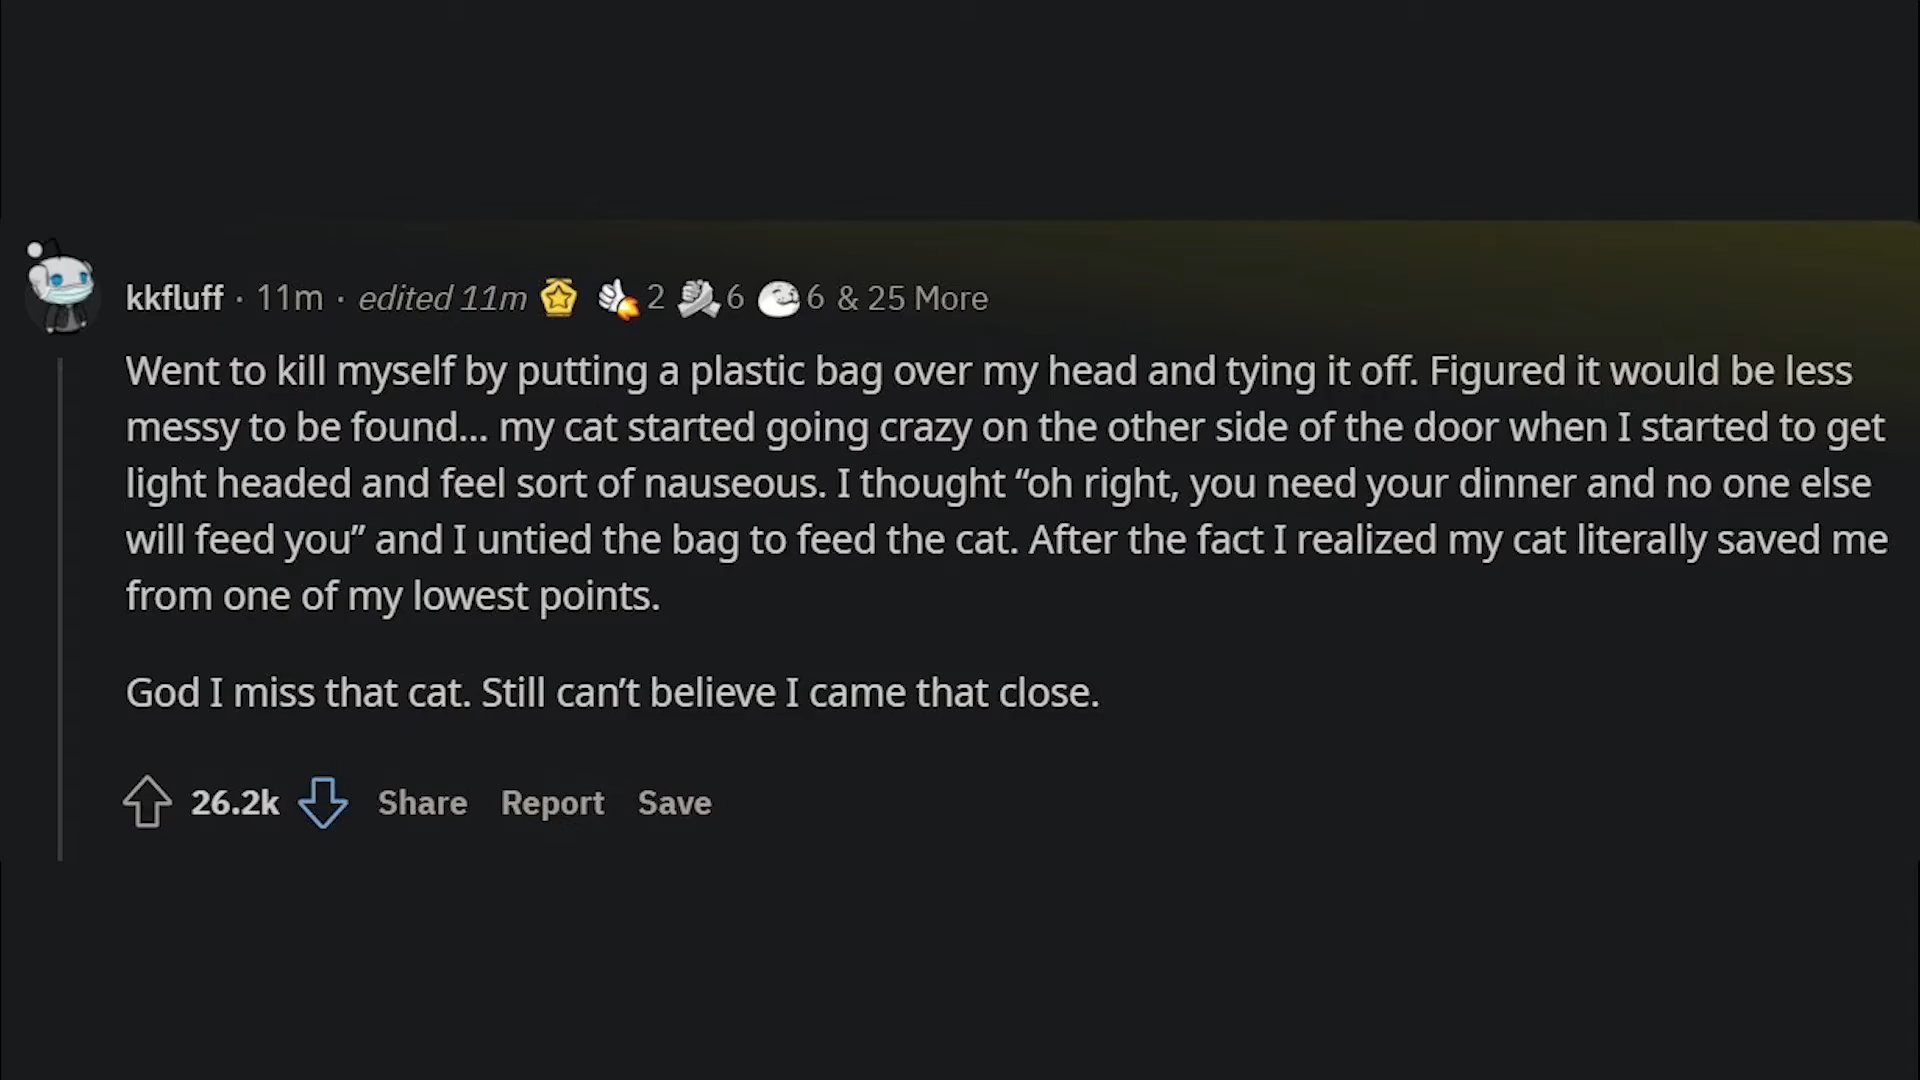 kkfluff · 11m · edited 11m 2 6 6 & 25 More
Went to kill myself by putting a plastic bag over my head and tying it off. Figured it would be less
messy to be found... my cat started going crazy on the other side of the door when I started to get
light headed and feel sort of nauseous. I thought “oh right, you need your dinner and no one else
will feed you” and I untied the bag to feed the cat. After the fact I realized my cat literally saved me
from one of my lowest points.
God I miss that cat. Still can’t believe I came that close.
26.2k Share Report Save